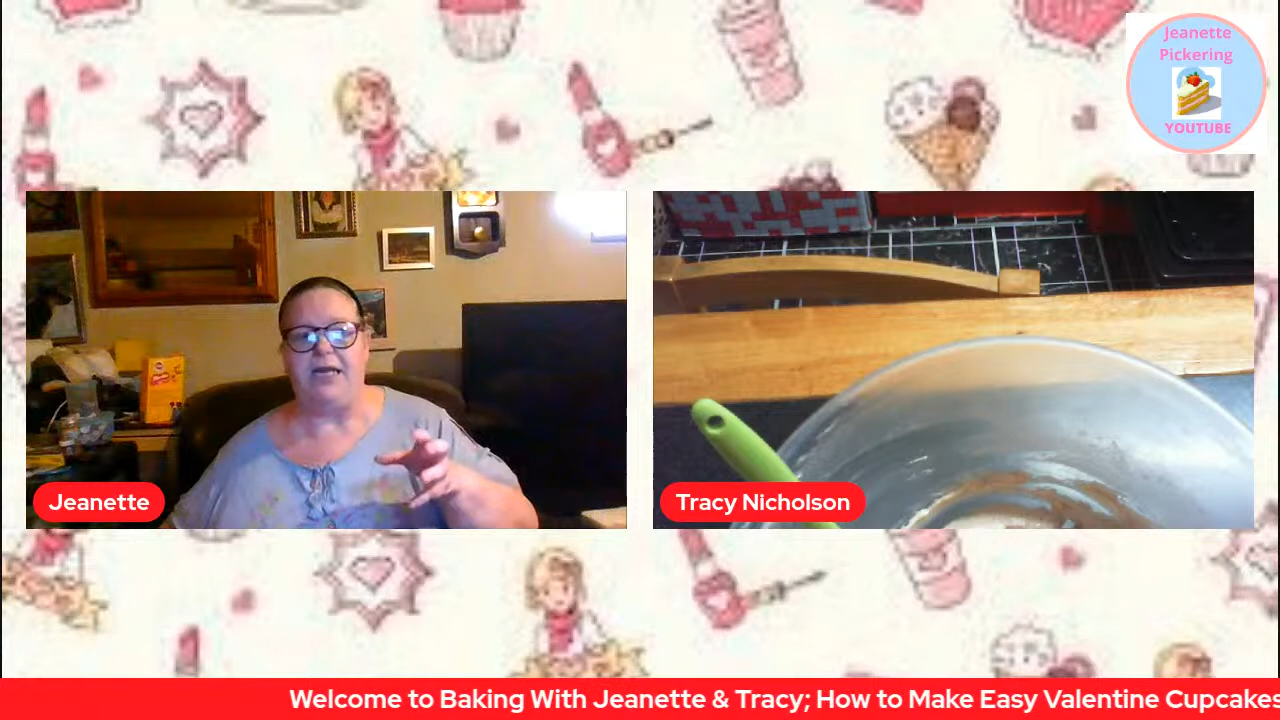 Jeanette
Pickering
YOUTUBE
Jeanette
Tracy Nicholson
Welcome to Baking With Jeanette & Tracy; How to Make Easy Valentine Cupcakes